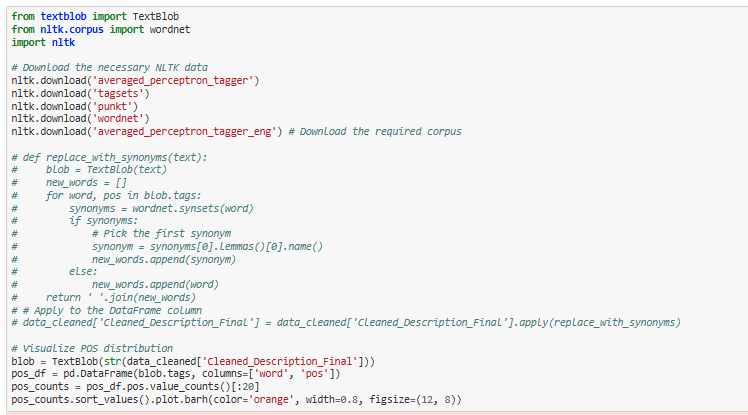 from textblob import TextBlob
from nltk.corpus import wordnet
import nltk

# Download the necessary NLTK data
nltk.download('averaged_perceptron_tagger')
nltk.download('tagsets')
nltk.download('punkt')
nltk.download('wordnet')
nltk.download('averaged_perceptron_tagger_eng') # Download the required corpus

# def replace_with_synonyms(text):
#     blob = TextBlob(text)
#     new_words = []
#     for word, pos in blob.tags:
#         synonyms = wordnet.synsets(word)
#         if synonyms:
#             # Pick the first synonym
#             synonym = synonyms[0].lemmas()[0].name()
#             new_words.append(synonym)
#         else:
#             new_words.append(word)
#     return ' '.join(new_words)
# # Apply to the DataFrame column
# data_cleaned['Cleaned_Description_Final'] = data_cleaned['Cleaned_Description_Final'].apply(replace_with_synonyms)

# Visualize POS distribution
blob = TextBlob(str(data_cleaned['Cleaned_Description_Final']))
pos_df = pd.DataFrame(blob.tags, columns=['word', 'pos'])
pos_counts = pos_df.pos.value_counts()[:20]
pos_counts.sort_values().plot.barh(color='orange', width=0.8, figsize=(12, 8))